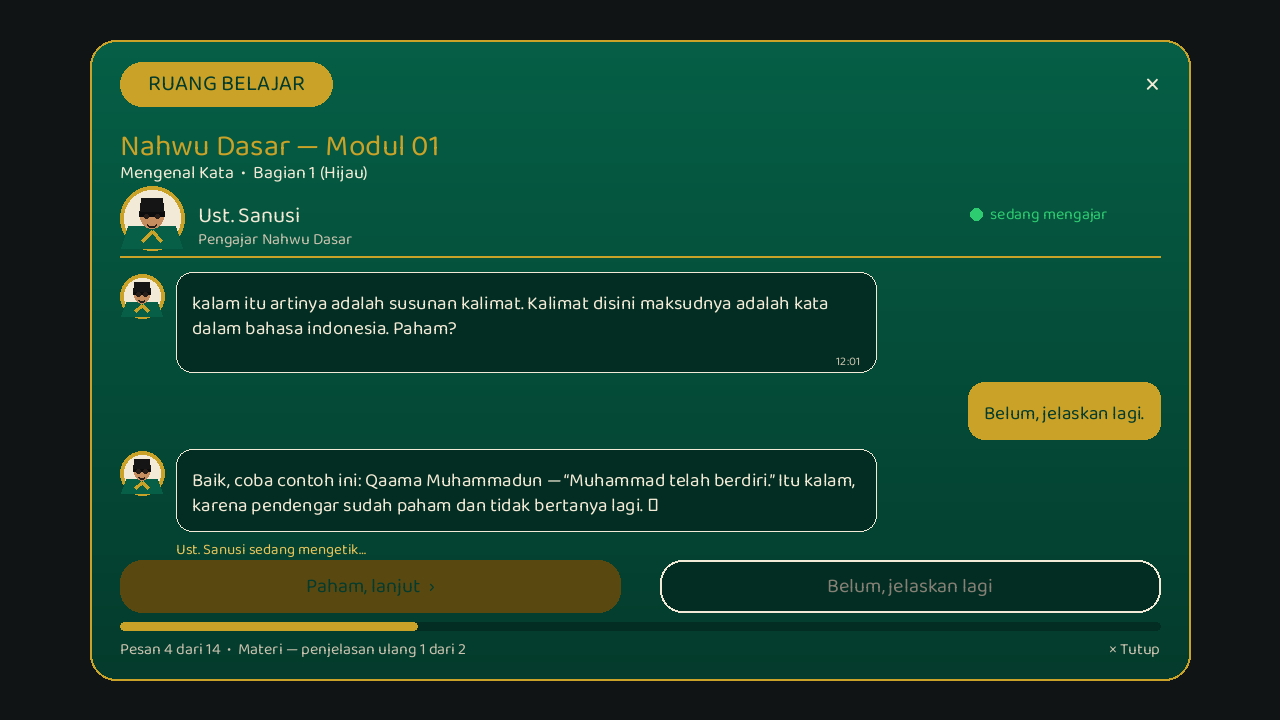 RUANG BELAJAR
×
Nahwu Dasar — Modul 01
Mengenal Kata • Bagian 1 (Hijau)
Ust. Sanusi
sedang mengajar
Pengajar Nahwu Dasar
kalam itu artinya adalah susunan kalimat. Kalimat disini maksudnya adalah kata
dalam bahasa indonesia. Paham?
12:01
Belum, jelaskan lagi.
Baik, coba contoh ini: Qaama Muhammadun — “Muhammad telah berdiri.” Itu kalam,
karena pendengar sudah paham dan tidak bertanya lagi.
Ust. Sanusi sedang mengetik...
Paham, lanjut ›
Belum, jelaskan lagi
Pesan 4 dari 14 • Materi — penjelasan ulang 1 dari 2
× Tutup